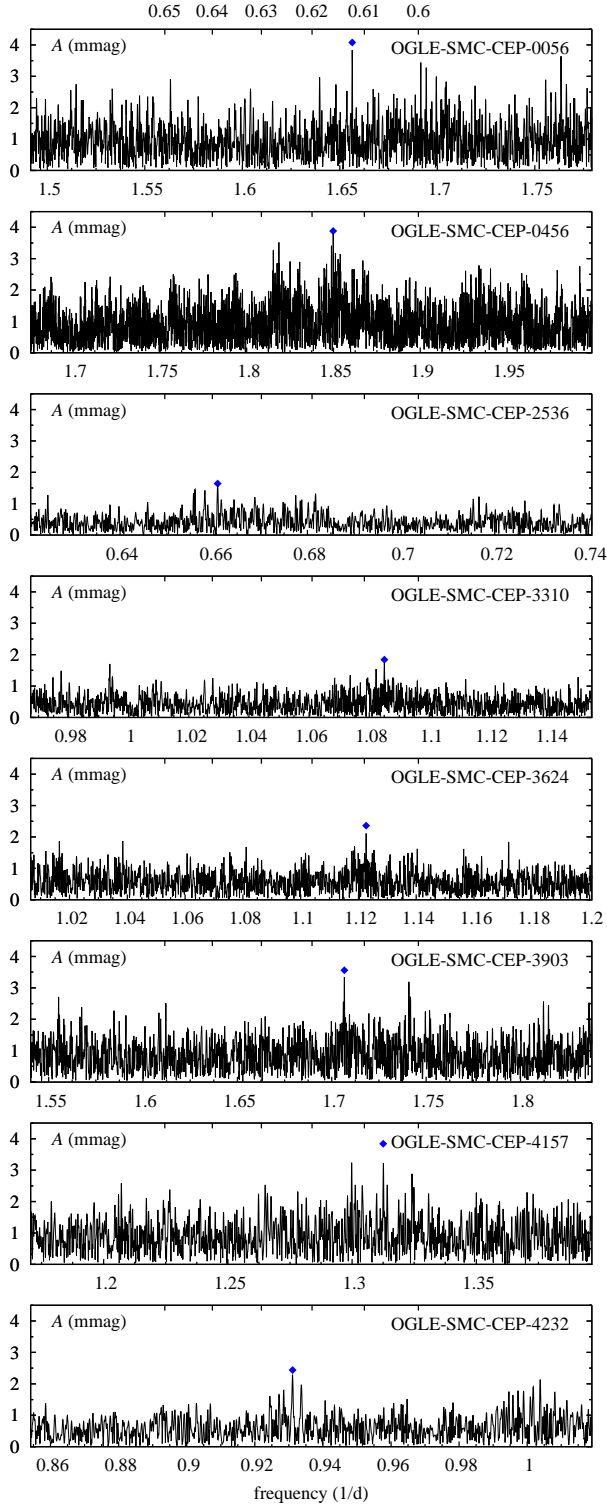 0.65 0.64 0.63 0.62 0.61 0.6
A (mmag) OGLE-SMC-CEP-0056
4
3
2
1
0
1.5 1.55 1.6 1.65 1.7 1.75
A (mmag) OGLE-SMC-CEP-0456
4
3
2
1
0
1.7 1.75 1.8 1.85 1.9 1.95
A (mmag) OGLE-SMC-CEP-2536
4
3
2
1
0
0.64 0.66 0.68 0.7 0.72 0.74
A (mmag) OGLE-SMC-CEP-3310
4
3
2
1
0
0.98 1 1.02 1.04 1.06 1.08 1.1 1.12 1.14
A (mmag) OGLE-SMC-CEP-3624
4
3
2
1
0
1.02 1.04 1.06 1.08 1.1 1.12 1.14 1.16 1.18 1.2
A (mmag) OGLE-SMC-CEP-3903
4
3
2
1
0
1.55 1.6 1.65 1.7 1.75 1.8
A (mmag) OGLE-SMC-CEP-4157
4
3
2
1
0
1.2 1.25 1.3 1.35
A (mmag) OGLE-SMC-CEP-4232
4
3
2
1
0
0.86 0.88 0.9 0.92 0.94 0.96 0.98 1
frequency (1/d)